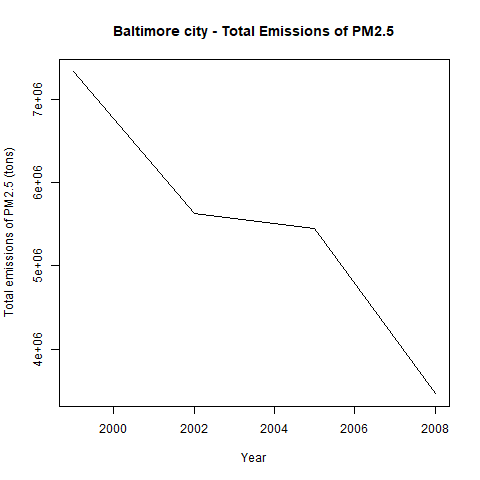 Baltimore city - Total Emissions of PM2.5
Total emissions of PM2.5 (tons)
7e+06
6e+06
5e+06
4e+06
2000 2002 2004 2006 2008
Year